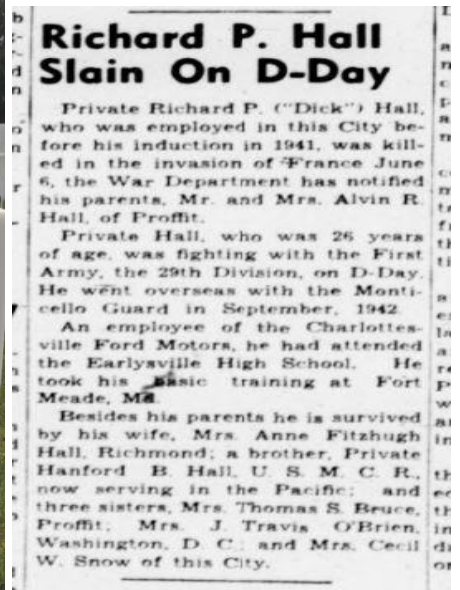 Richard P. Hall
Slain On D-Day
Private Richard P. ("Dick") Hall,
who was employed in this City be-
fore his induction in 1941, was kill-
ed in the invasion of France June
6, the War Department has notified
his parents, Mr. and Mrs. Alvin R.
Hall, of Proffit.
Private Hall, who was 26 years
of age, was fighting with the First
Army, the 29th Division, on D-Day.
He went overseas with the Monti-
cello Guard in September, 1942.
An employee of the Charlottes-
ville Ford Motors, he had attended
the Earlysville High School. He
took his basic training at Fort
Meade, Md.
Besides his parents he is survived
by his wife, Mrs. Anne Fitzhugh
Hall, Richmond; a brother, Private
Hanford B. Hall, U. S. M. C. R.,
now serving in the Pacific; and
three sisters, Mrs. Thomas S. Bruce,
Proffit; Mrs. J. Travis O'Brien,
Washington, D. C.; and Mrs. Cecil
W. Snow of this City.